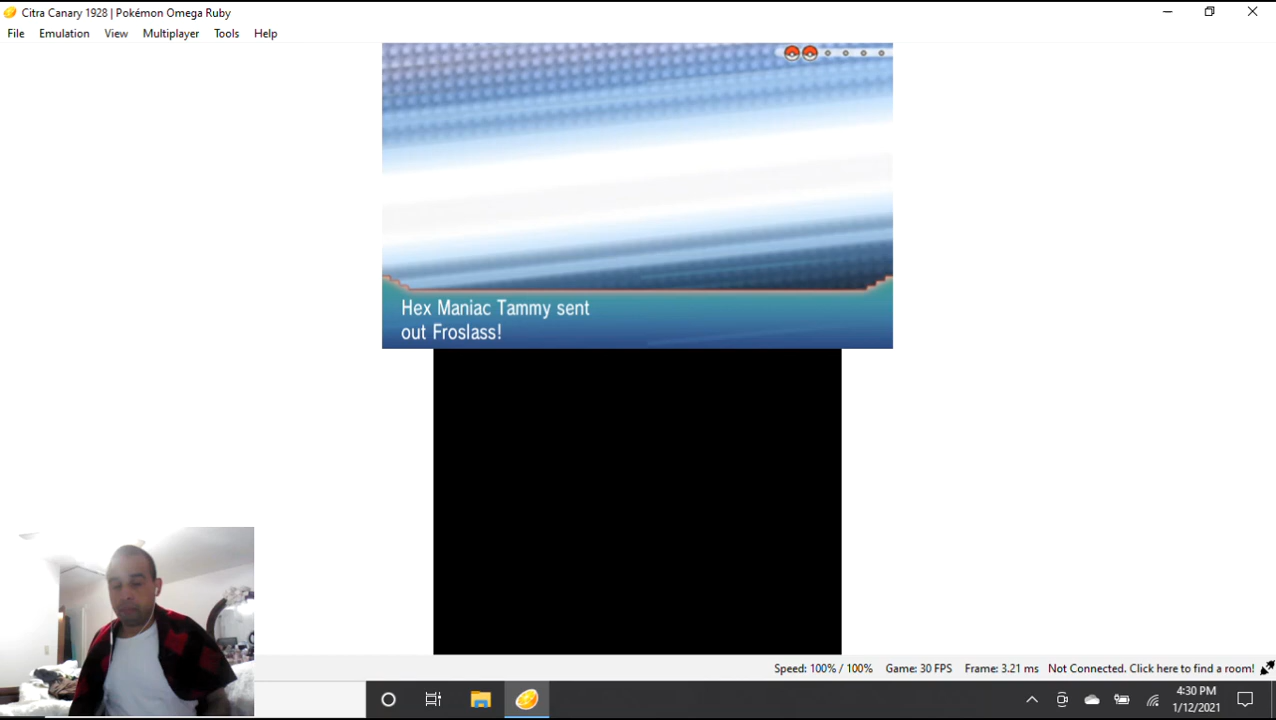 Citra Canary 1928 | Pokémon Omega Ruby
File Emulation View Multiplayer Tools Help
Hex Maniac Tammy sent
out Froslass!
Speed: 100% / 100% Game: 30 FPS Frame: 3.21 ms Not Connected. Click here to find a room!
4:30 PM
1/12/2021